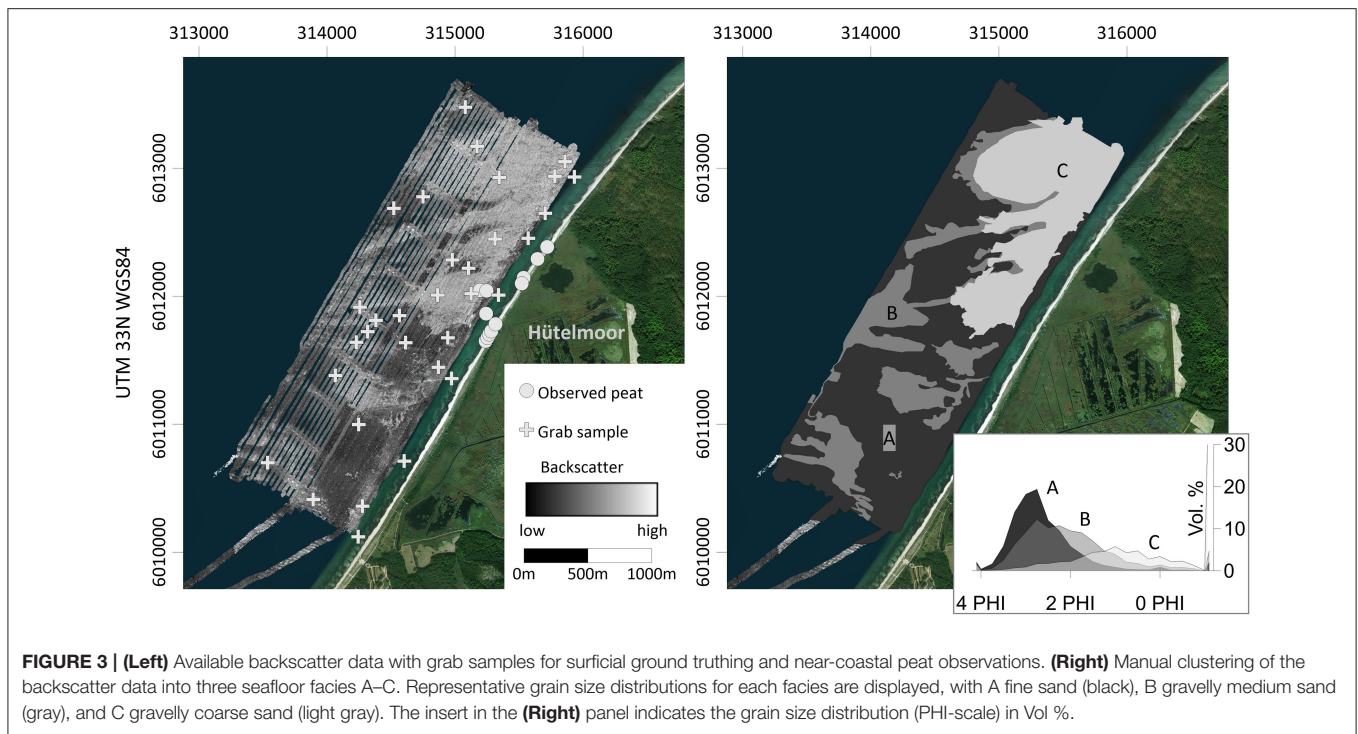 313000 314000 315000 316000
313000 314000 315000 316000
UTM 33N WGS84
6013000
6012000
6011000
6010000
Hütelmoor
Observed peat
Grab sample
Backscatter
low high
0m 500m 1000m
6013000
6012000
6011000
6010000
C
B
A
A
B
C
30
20
10
0
Vol. %
4 PHI 2 PHI 0 PHI
FIGURE 3 | (Left) Available backscatter data with grab samples for surficial ground truthing and near-coastal peat observations. (Right) Manual clustering of the
backscatter data into three seafloor facies A–C. Representative grain size distributions for each facies are displayed, with A fine sand (black), B gravelly medium sand
(gray), and C gravelly coarse sand (light gray). The insert in the (Right) panel indicates the grain size distribution (PHI-scale) in Vol %.